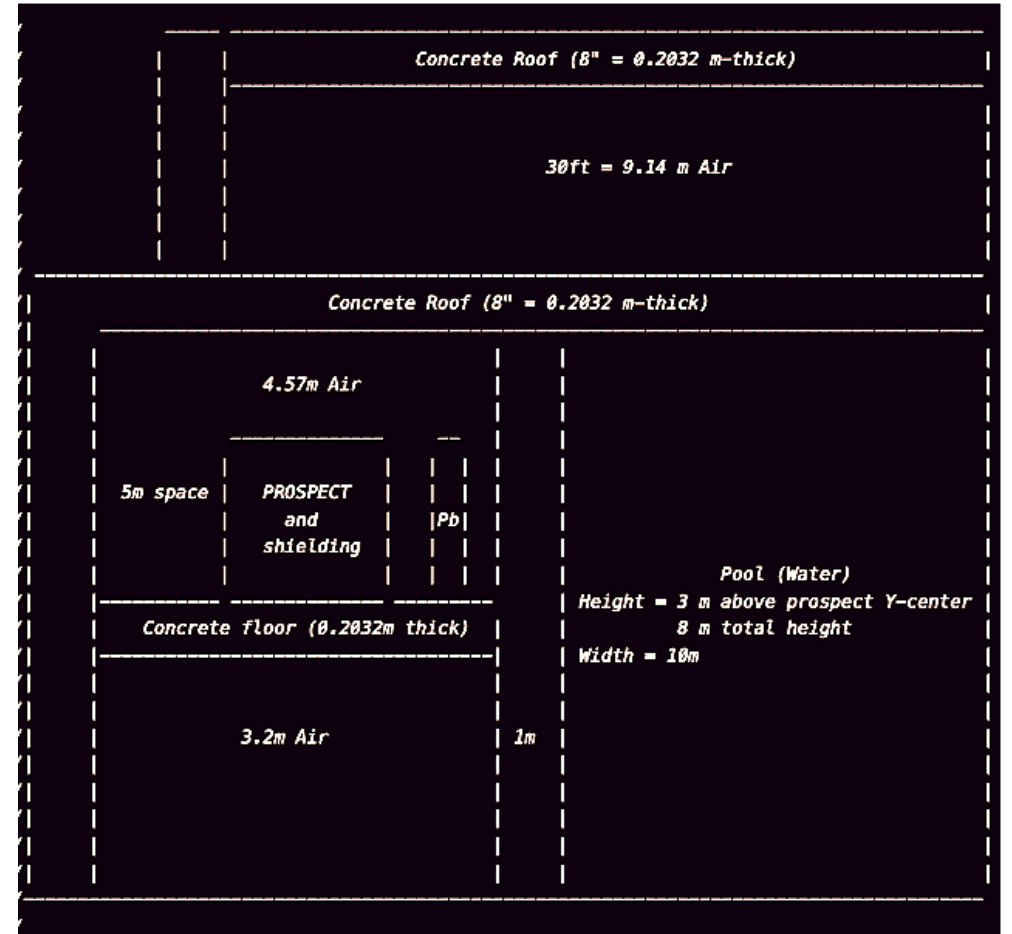 Concrete Roof (8" = 0.2032 m-thick)
30ft = 9.14 m Air
Concrete Roof (8" = 0.2032 m-thick)
4.57m Air
5m space
PROSPECT
and
shielding
Pb
Pool (Water)
Height = 3 m above prospect Y-center
8 m total height
Width = 10m
Concrete floor (0.2032m thick)
3.2m Air
1m